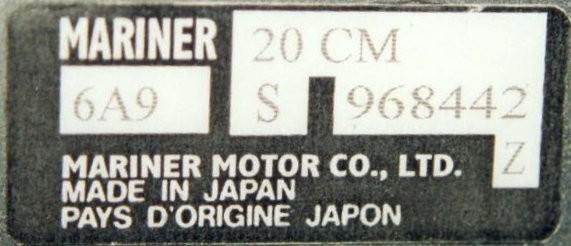 MARINER 20 CM
6A9 S 968442
Z
MARINER MOTOR CO., LTD.
MADE IN JAPAN
PAYS D'ORIGINE JAPON